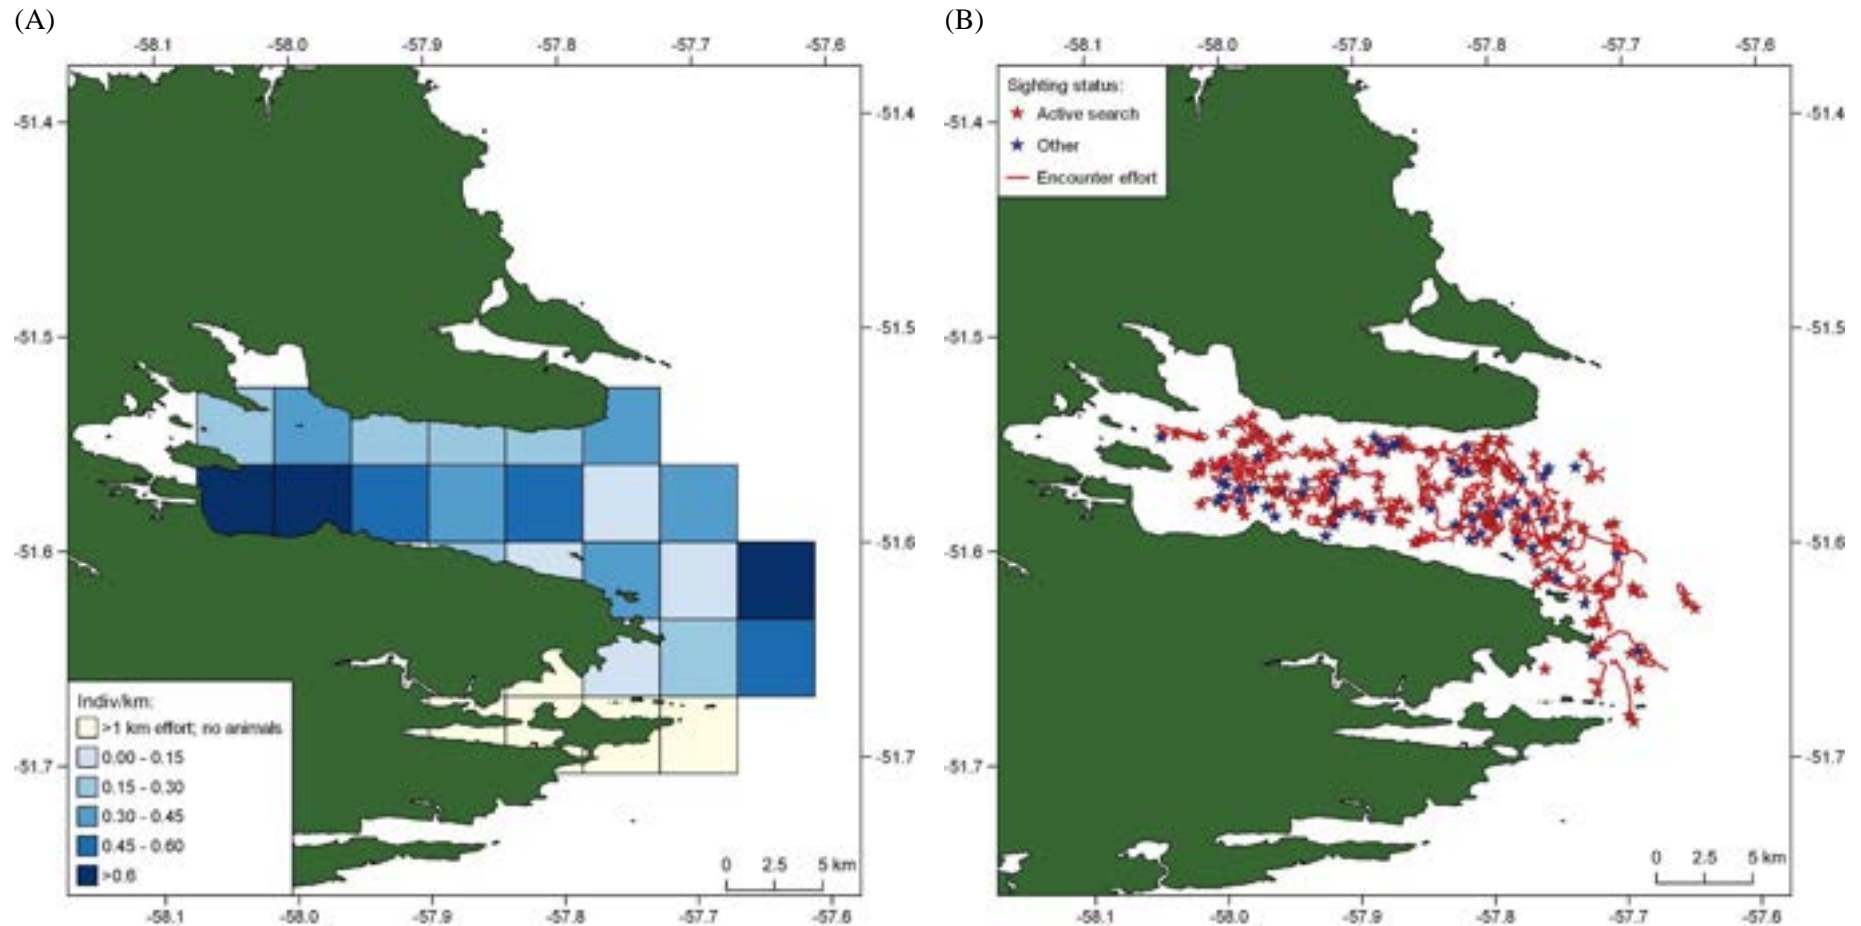 (A)
-58.1 -58.0 -57.9 -57.8 -57.7 -57.6
-51.4 -51.4
-51.5 -51.5
-51.6 -51.6
-51.7 -51.7
Indiv/km:
>1 km effort; no animals
0.00 - 0.15
0.15 - 0.30
0.30 - 0.45
0.45 - 0.60
>0.6
0 2.5 5 km
-58.1 -58.0 -57.9 -57.8 -57.7 -57.6
(B)
-58.1 -58.0 -57.9 -57.8 -57.7 -57.6
Sighting status:
Active search
Other
Encounter effort
-51.4 -51.4
-51.5 -51.5
-51.6 -51.6
-51.7 -51.7
0 2.5 5 km
-58.1 -58.0 -57.9 -57.8 -57.7 -57.6